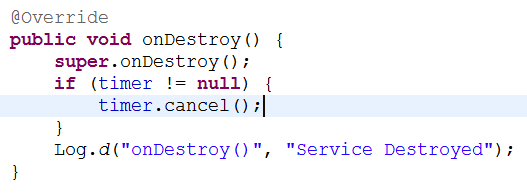 @Override
public void onDestroy() {
    super.onDestroy();
    if (timer != null) {
        timer.cancel();
    }
    Log.d("onDestroy()", "Service Destroyed");
}